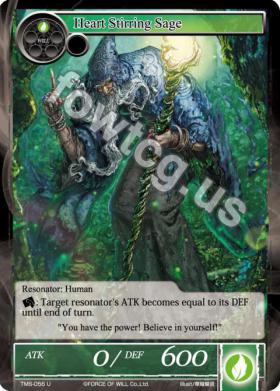 Heart Stirring Sage
WILL
fowtcg.us
Resonator: Human
: Target resonator's ATK becomes equal to its DEF
until end of turn.
"You have the power! Believe in yourself!"
ATK 0 / DEF 600
TMS-056 U ©FORCE OF WILL Co.,Ltd. Illust/